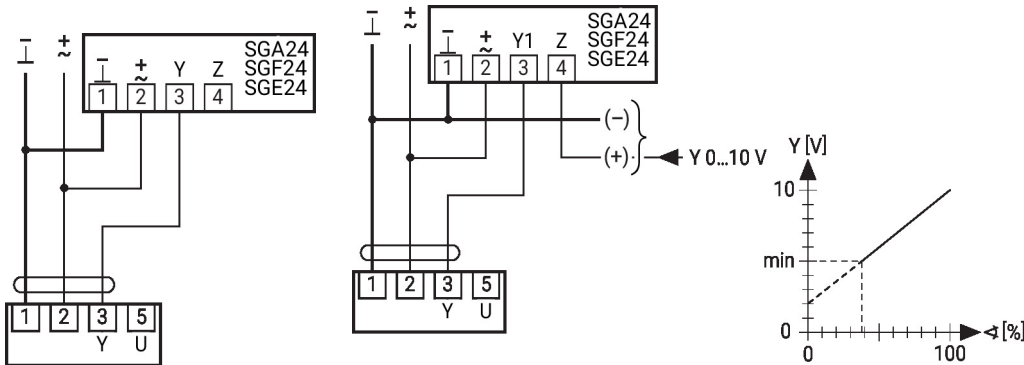 − + ~
− + ~ Y Z
SGA24
SGF24
SGE24
1 2 3 4
1 2 3 5
Y U
− + ~
− + ~ Y1 Z
SGA24
SGF24
SGE24
1 2 3 4
(−)
(+) Y 0...10 V
1 2 3 5
Y U
Y [V]
10
min
0
0 100
∢ [%]